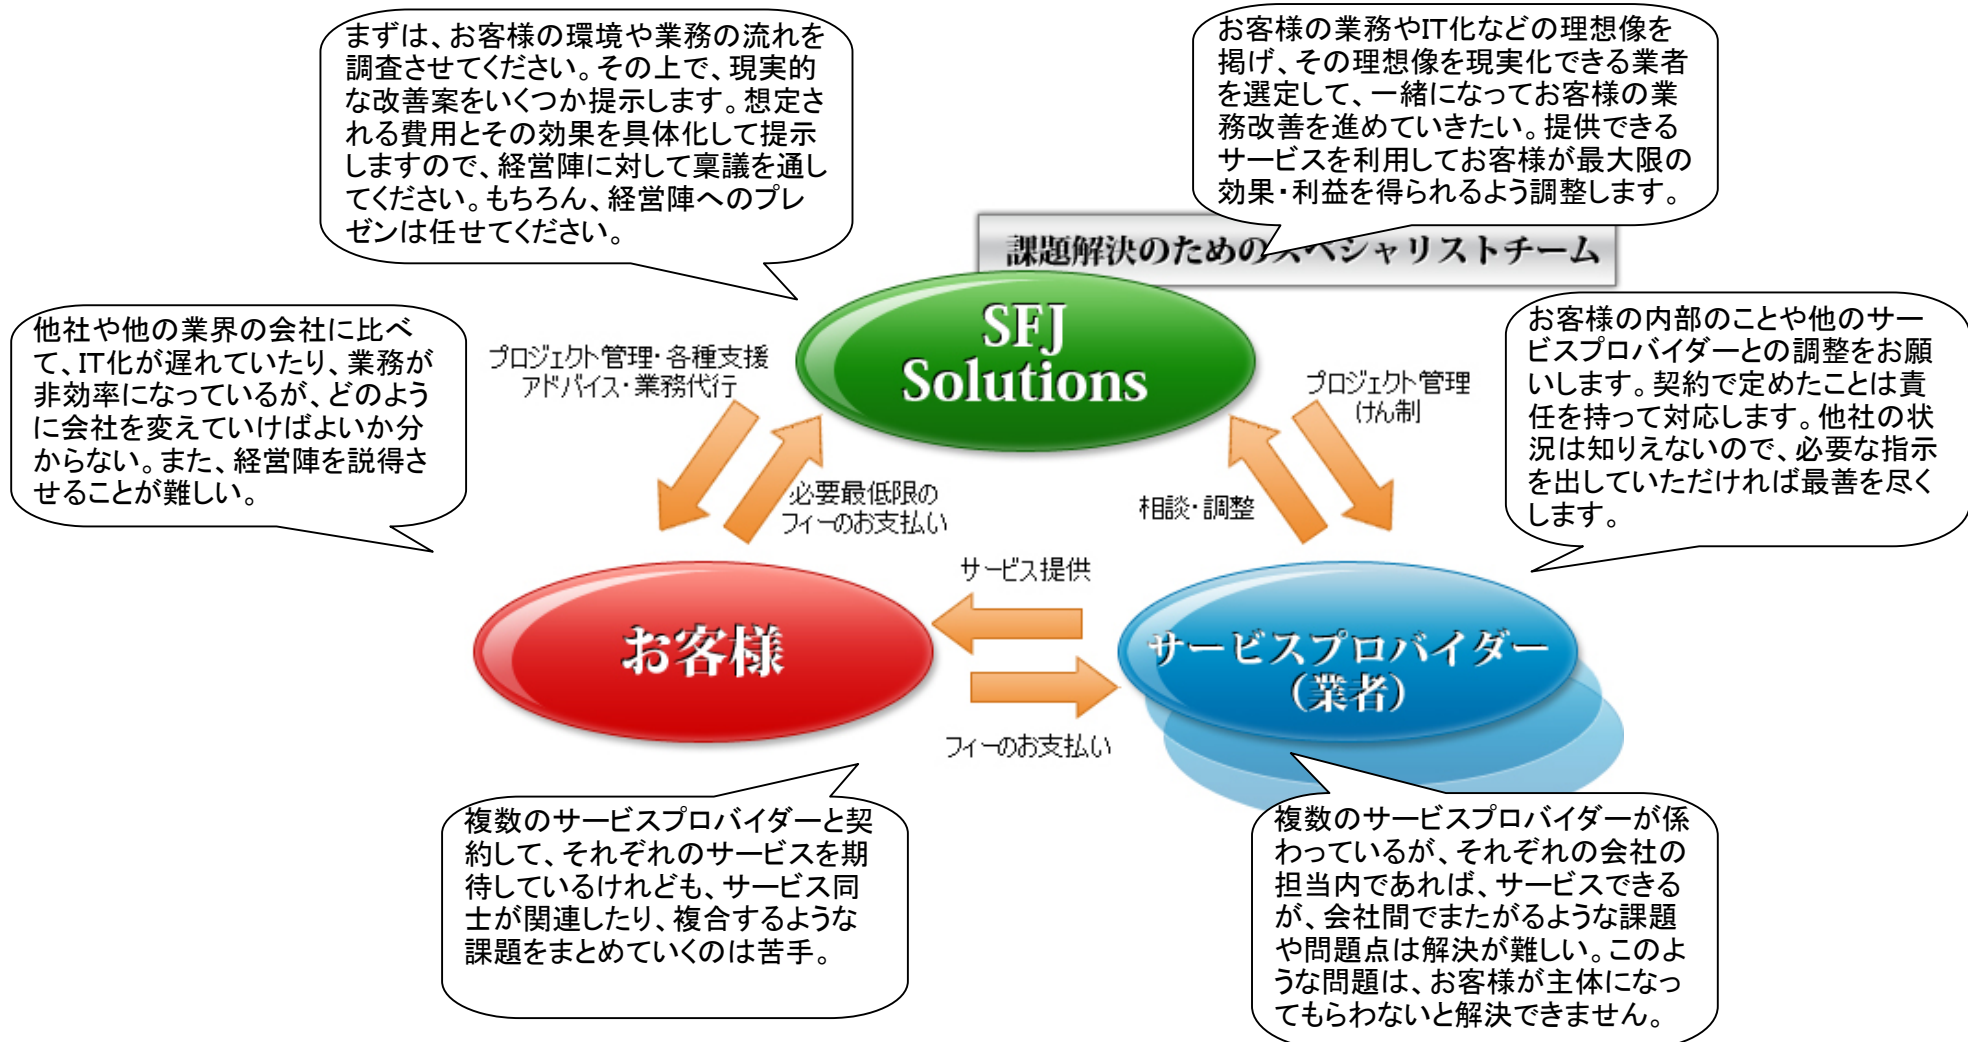 まずは、お客様の環境や業務の流れを
調査させてください。その上で、現実的
な改善案をいくつか提示します。想定さ
れる費用とその効果を具体化して提示
しますので、経営陣に対して稟議を通し
てください。もちろん、経営陣へのプレ
ゼンは任せてください。
お客様の業務やIT化などの理想像を
掲げ、その理想像を現実化できる業者
を選定して、一緒になってお客様の業
務改善を進めていきたい。提供できる
サービスを利用してお客様が最大限の
効果・利益を得られるよう調整します。
課題解決のためのスペシャリストチーム
SFJ
Solutions
他社や他の業界の会社に比べ
て、IT化が遅れていたり、業務が
非効率になっているが、どのよう
に会社を変えていけばよいか分
からない。また、経営陣を説得さ
せることが難しい。
プロジェクト管理・各種支援
アドバイス・業務代行
プロジェクト管理
けん制
お客様の内部のことや他のサー
ビスプロバイダーとの調整をお願
いします。契約で定めたことは責
任を持って対応します。他社の状
況は知りえないので、必要な指示
を出していただければ最善を尽く
します。
必要最低限の
フィーのお支払い
相談・調整
サービス提供
お客様
サービスプロバイダー
（業者）
フィーのお支払い
複数のサービスプロバイダーと契
約して、それぞれのサービスを期
待しているけれども、サービス同
士が関連したり、複合するような
課題をまとめていくのは苦手。
複数のサービスプロバイダーが係
わっているが、それぞれの会社の
担当内であれば、サービスできる
が、会社間でまたがるような課題
や問題点は解決が難しい。このよ
うな問題は、お客様が主体になっ
てもらわないと解決できません。